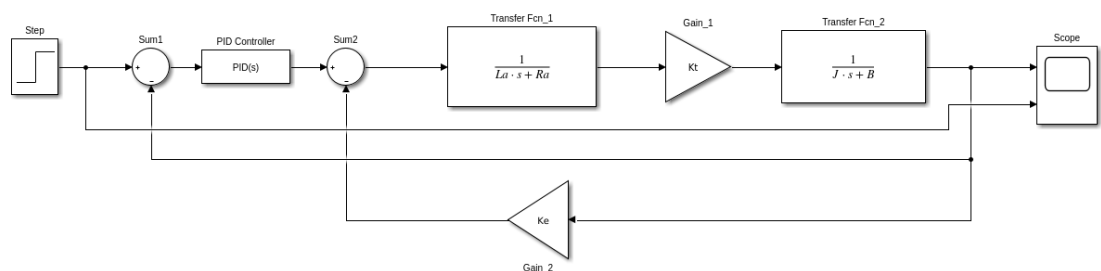 Step
Sum1
+
−
PID Controller
PID(s)
Sum2
+
−
Transfer Fcn_1
1
La · s + Ra
Gain_1
Kt
Transfer Fcn_2
1
J · s + B
Scope
Ke
Gain_2